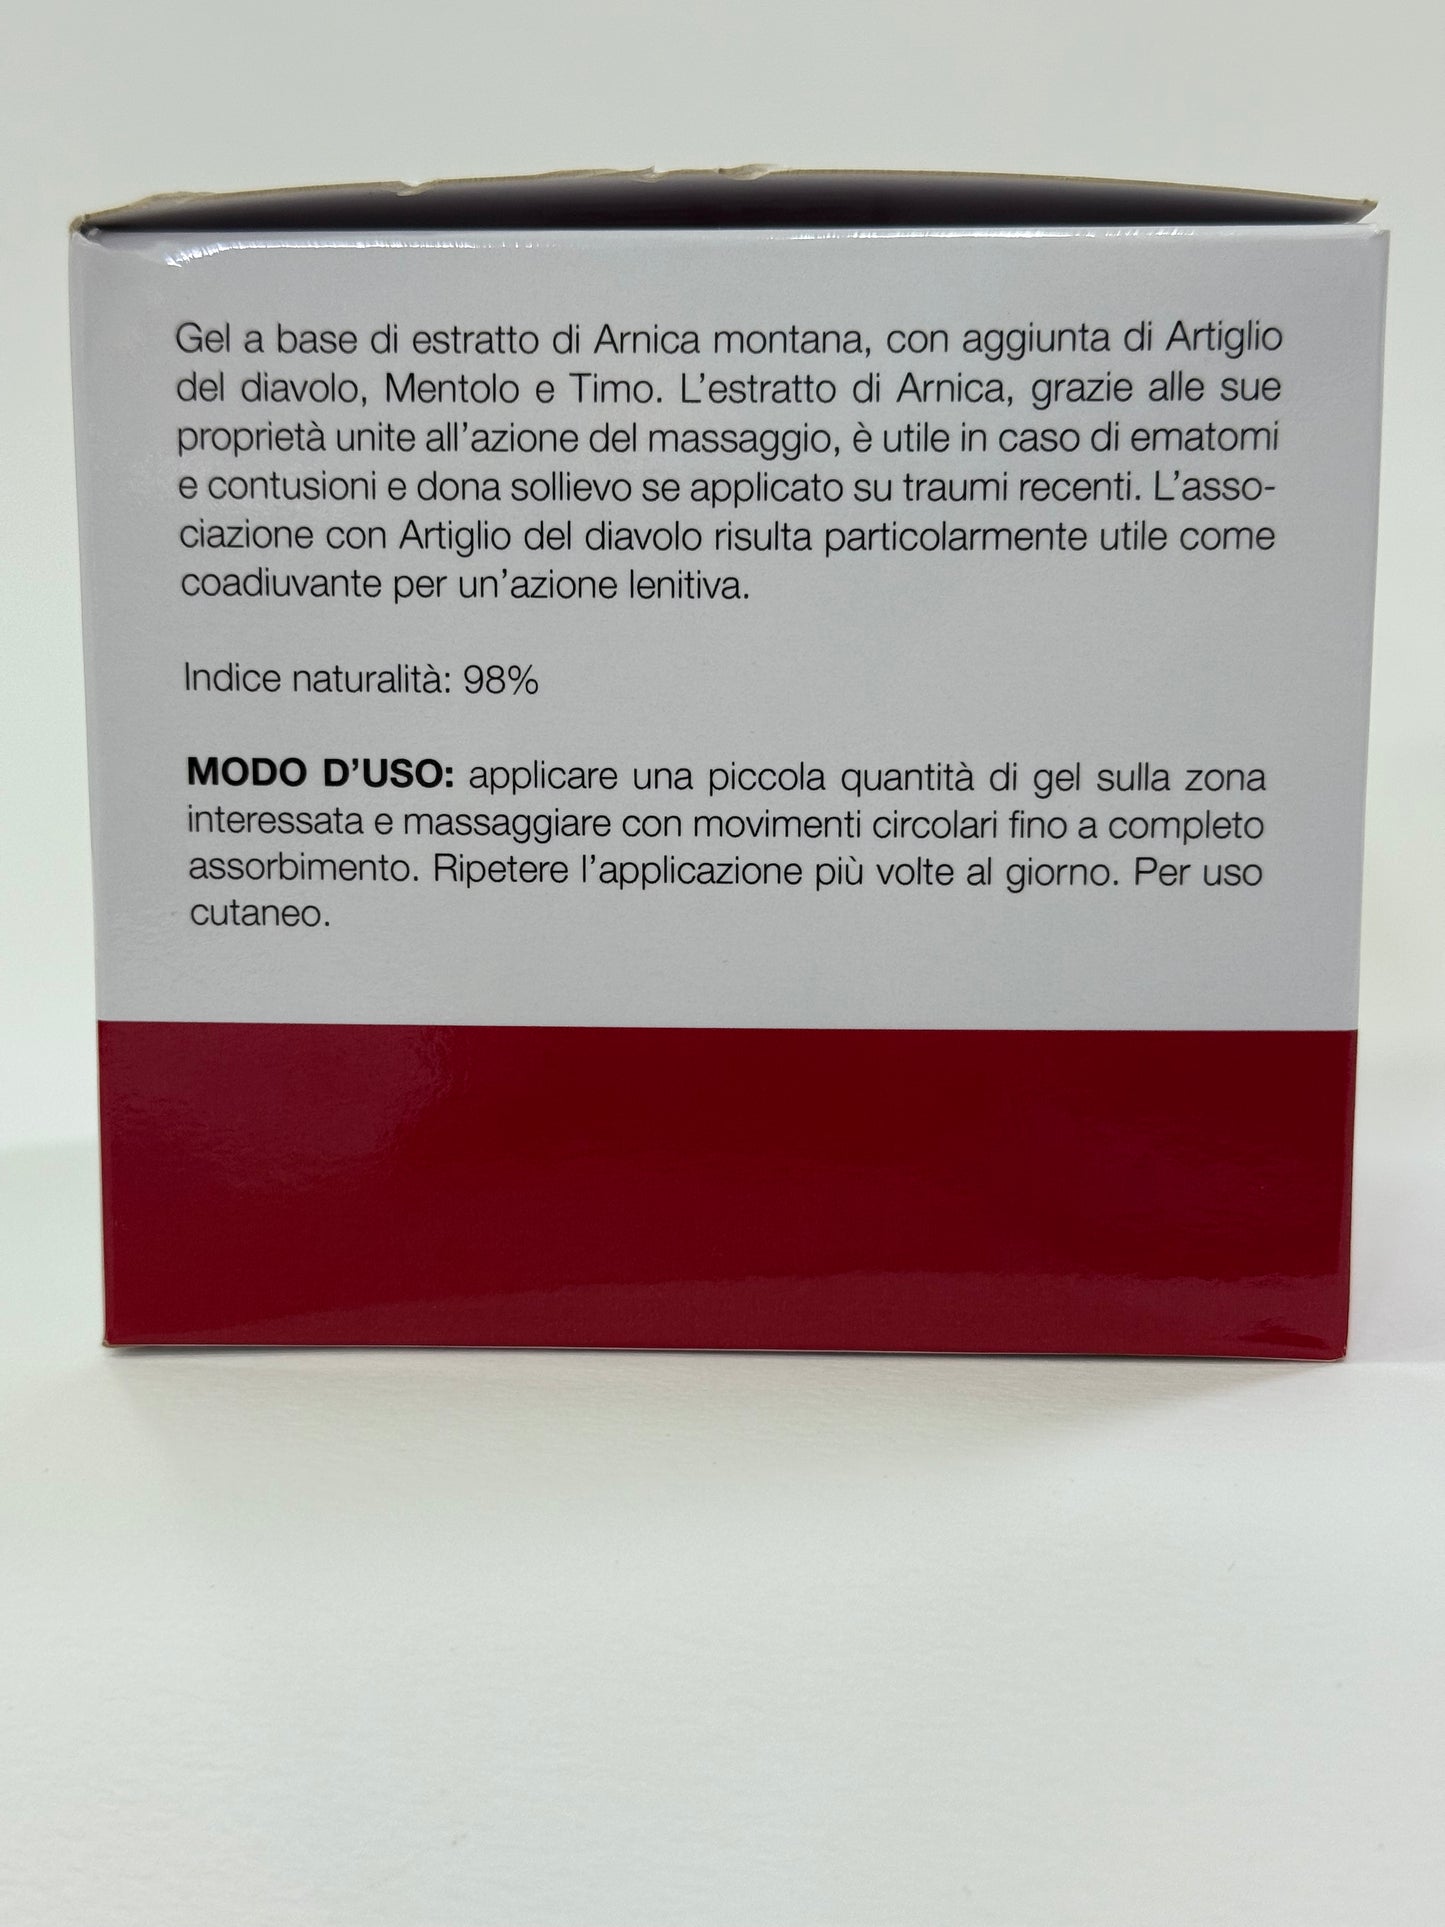 Gel a base di estratto di Arnica montana, con aggiunta di Artiglio
del diavolo, Mentolo e Timo. L'estratto di Arnica, grazie alle sue
proprietà unite all'azione del massaggio, è utile in caso di ematomi
e contusioni e dona sollievo se applicato su traumi recenti. L'asso-
ciazione con Artiglio del diavolo risulta particolarmente utile come
coadiuvante per un'azione lenitiva.
Indice naturalità: 98%
MODO D'USO: applicare una piccola quantità di gel sulla zona
interessata e massaggiare con movimenti circolari fino a completo
assorbimento. Ripetere l'applicazione più volte al giorno. Per uso
cutaneo.